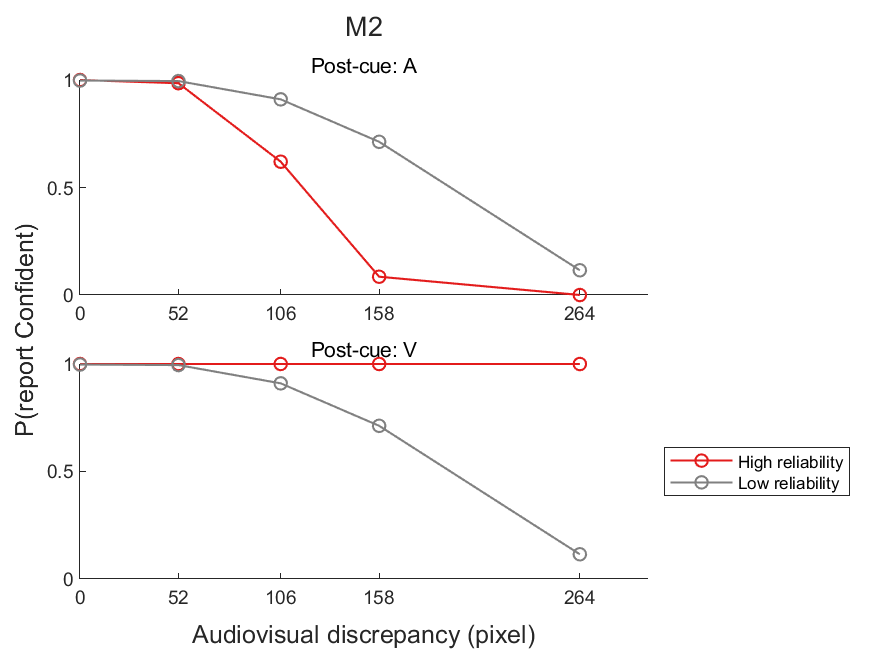 M2
Post-cue: A
1
0.5
0
0 52 106 158 264
P(report Confident)
Post-cue: V
1
0.5
0
0 52 106 158 264
Audiovisual discrepancy (pixel)
High reliability
Low reliability